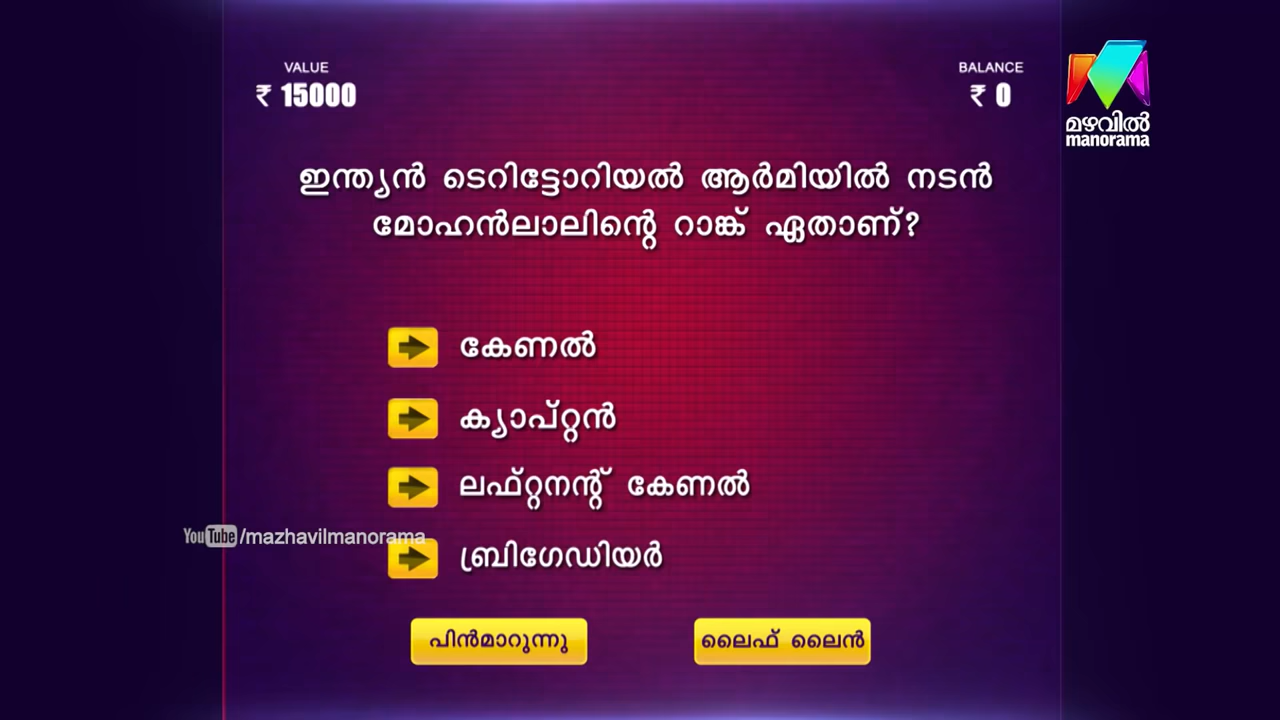 VALUE
₹ 15000
BALANCE
₹ 0
മഴവിൽ
manorama
ഇന്ത്യൻ ടെറിട്ടോറിയൽ ആർമിയിൽ നടൻ
മോഹൻലാലിന്റെ റാങ്ക് ഏതാണ്?
കേണൽ
ക്യാപ്റ്റൻ
ലഫ്റ്റനന്റ് കേണൽ
YouTube/mazhavilmanorama
ബ്രിഗേഡിയർ
പിൻമാറുന്നു
ലൈഫ് ലൈൻ